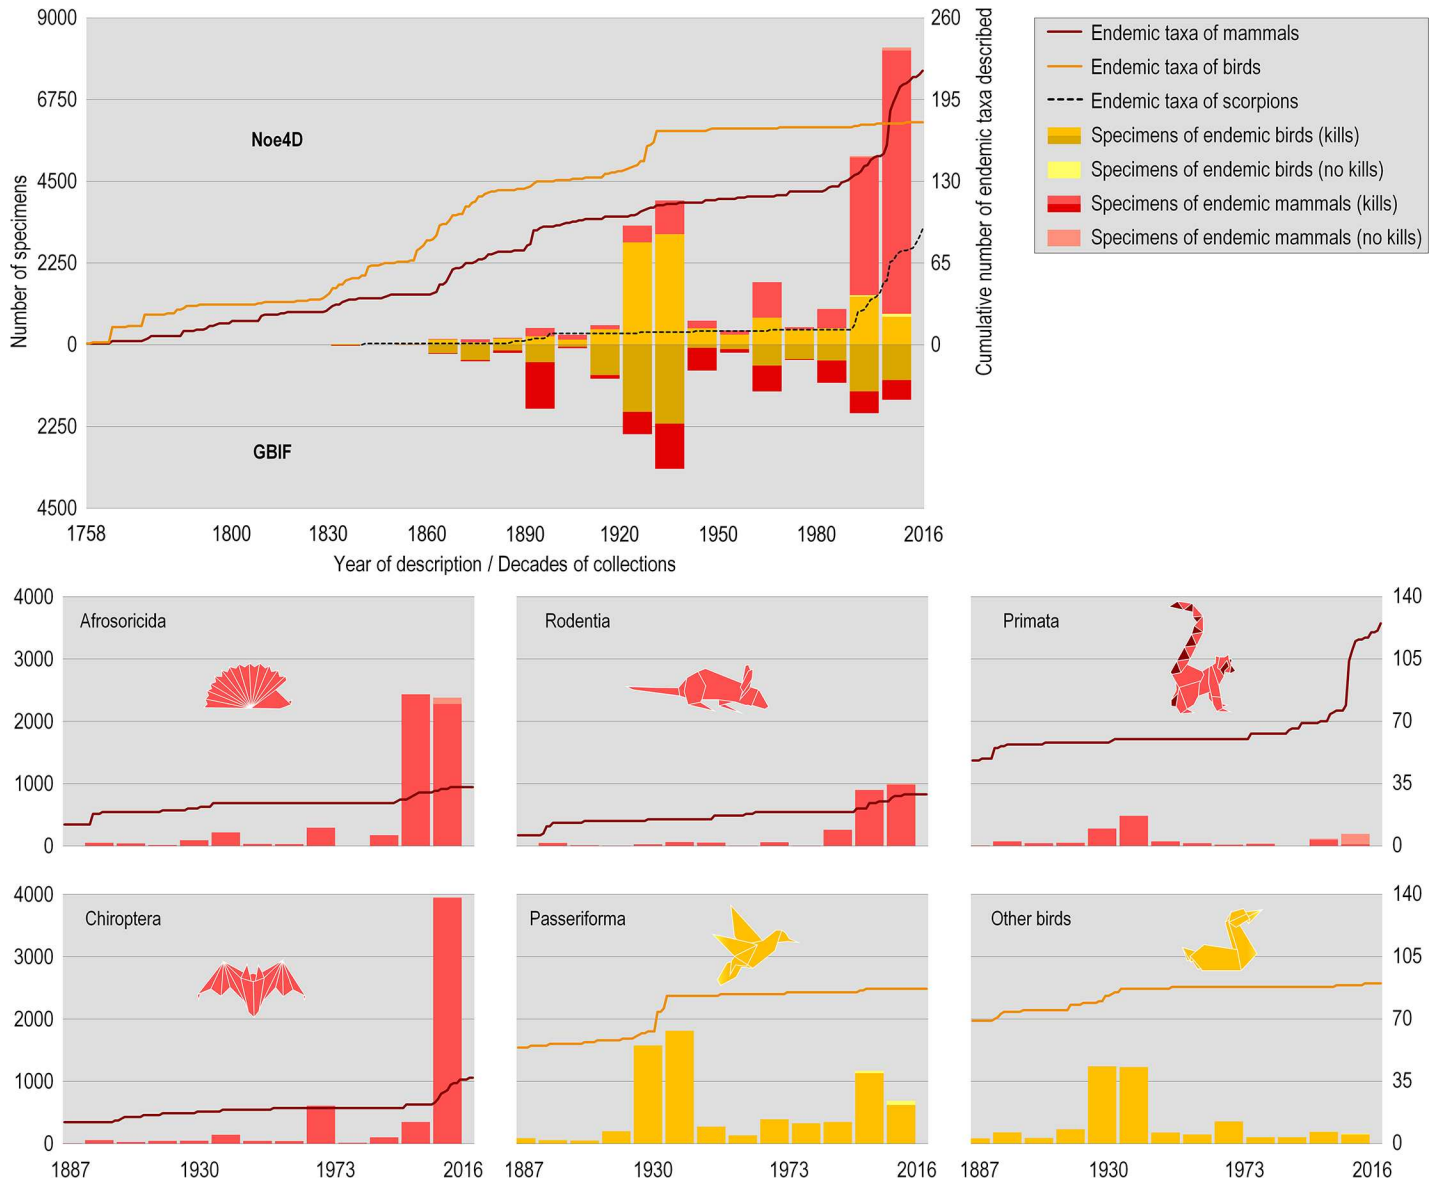 9000
6750
4500
2250
0
2250
4500
Number of specimens
Noe4D
GBIF
260
195
130
65
0
Cumulative number of endemic taxa described
1758
1800
1830
1860
1890
1920
1950
1980
2016
Year of description / Decades of collections
Endemic taxa of mammals
Endemic taxa of birds
Endemic taxa of scorpions
Specimens of endemic birds (kills)
Specimens of endemic birds (no kills)
Specimens of endemic mammals (kills)
Specimens of endemic mammals (no kills)
4000
3000
2000
1000
0
Afrosoricida
Rodentia
Primata
140
105
70
35
0
4000
3000
2000
1000
0
Chiroptera
Passeriforma
Other birds
140
105
70
35
0
1887
1930
1973
2016
1887
1930
1973
2016
1887
1930
1973
2016